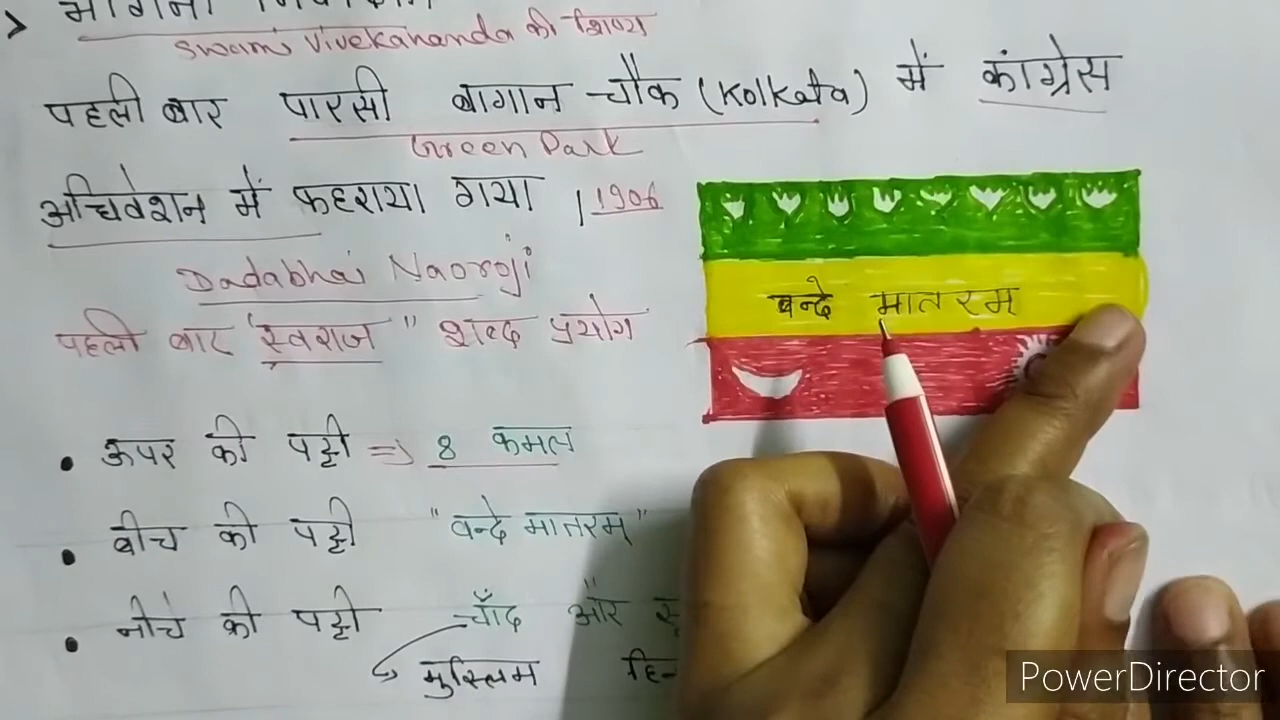 Swami Vivekananda की शिष्या
पहली बार पारसी बागान चौक (Kolkata) में कांग्रेस
Green Park
अधिवेशन में फहराया गया | 1906
Dadabhai Naoroji
पहली बार "स्वराज" शब्द प्रयोग
वन्दे मातरम्
• ऊपर की पट्टी => 8 कमल
• बीच की पट्टी "वन्दे मातरम्"
• नीचे की पट्टी चाँद और
मुस्लिम
PowerDirector